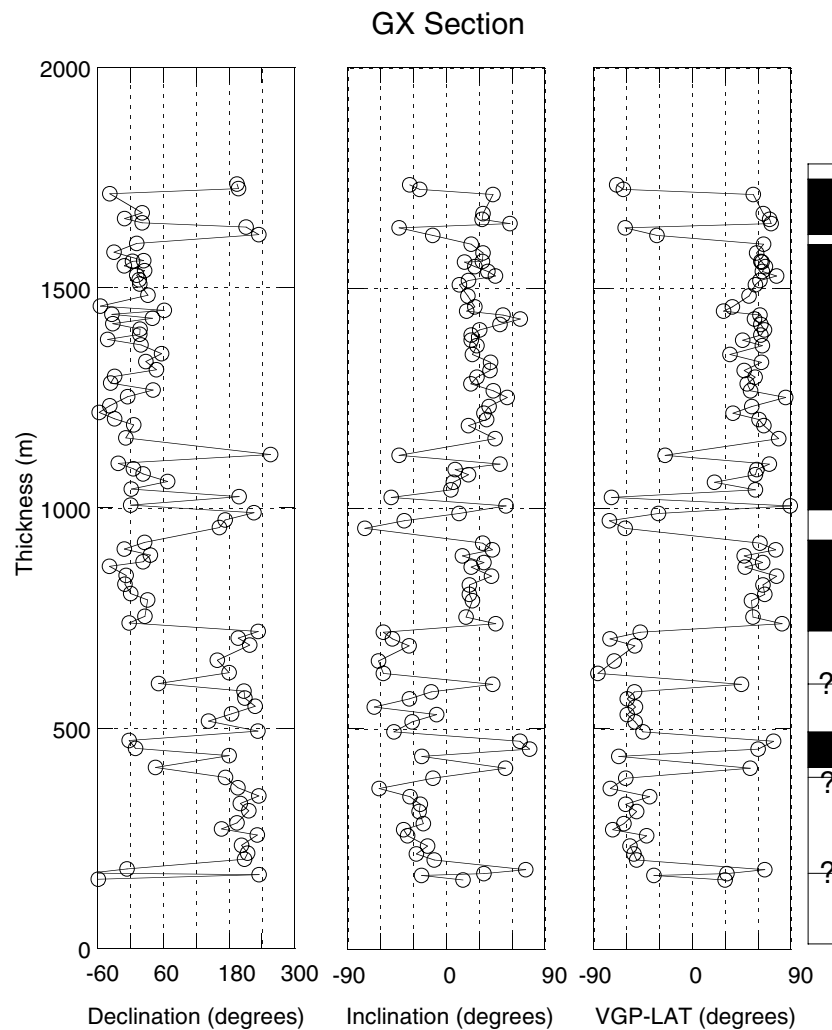 GX Section
2000
1500
1000
500
0
Thickness (m)
-60 60 180 300
-90 0 90
-90 0 90
Declination (degrees)
Inclination (degrees)
VGP-LAT (degrees)
?
?
?